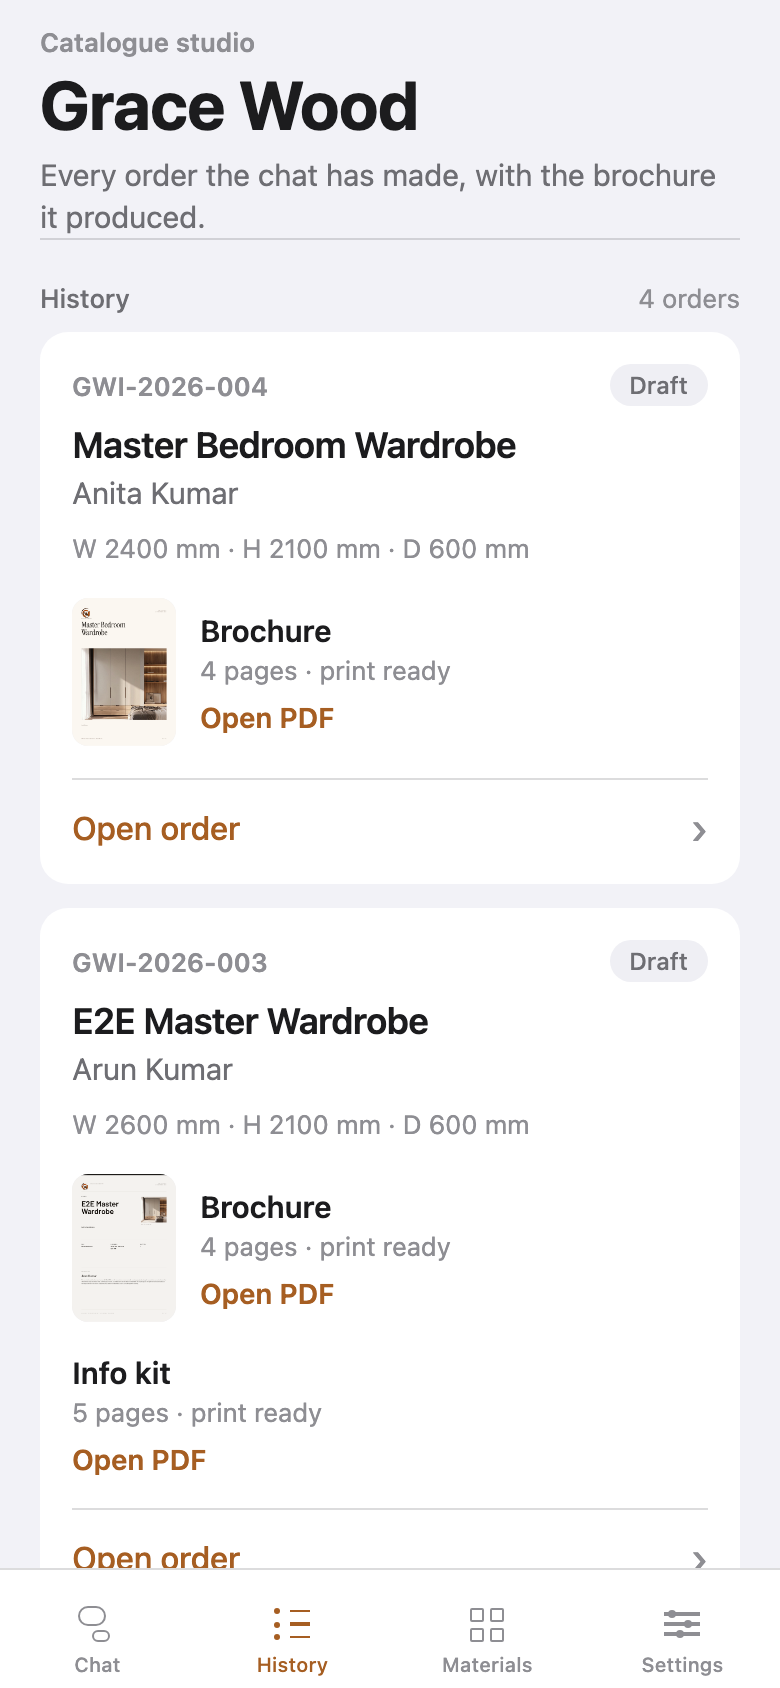 Catalogue studio
Grace Wood
Every order the chat has made, with the brochure
it produced.
History
4 orders
GWI-2026-004
Draft
Master Bedroom Wardrobe
Anita Kumar
W 2400 mm · H 2100 mm · D 600 mm
Master Bedroom
Wardrobe
Brochure
4 pages · print ready
Open PDF
Open order
GWI-2026-003
Draft
E2E Master Wardrobe
Arun Kumar
W 2600 mm · H 2100 mm · D 600 mm
E2E Master
Wardrobe
Brochure
4 pages · print ready
Open PDF
Info kit
5 pages · print ready
Open PDF
Open order
Chat
History
Materials
Settings